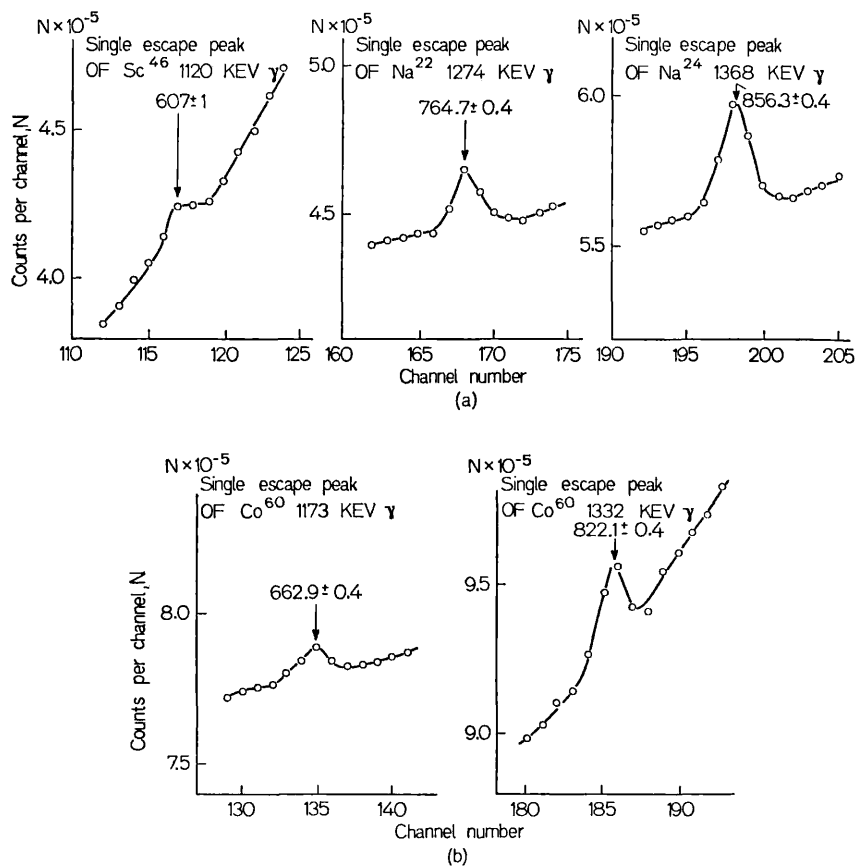 N×10⁻⁵
Single escape peak
OF Sc⁴⁶ 1120 KEV γ
607±1
4.5
4.0
110 115 120 125
Counts per channel,N
N×10⁻⁵
5.0
Single escape peak
OF Na²² 1274 KEV γ
764.7±0.4
4.5
160 165 170 175
Channel number
(a)
N×10⁻⁵
6.0
Single escape peak
OF Na²⁴ 1368 KEV γ
856.3±0.4
5.5
190 195 200 205
N×10⁻⁵
Single escape peak
OF Co⁶⁰ 1173 KEV γ
662.9±0.4
8.0
7.5
Counts per channel,N
130 135 140
N×10⁻⁵
Single escape peak
OF Co⁶⁰ 1332 KEV γ
822.1±0.4
9.5
9.0
180 185 190
Channel number
(b)